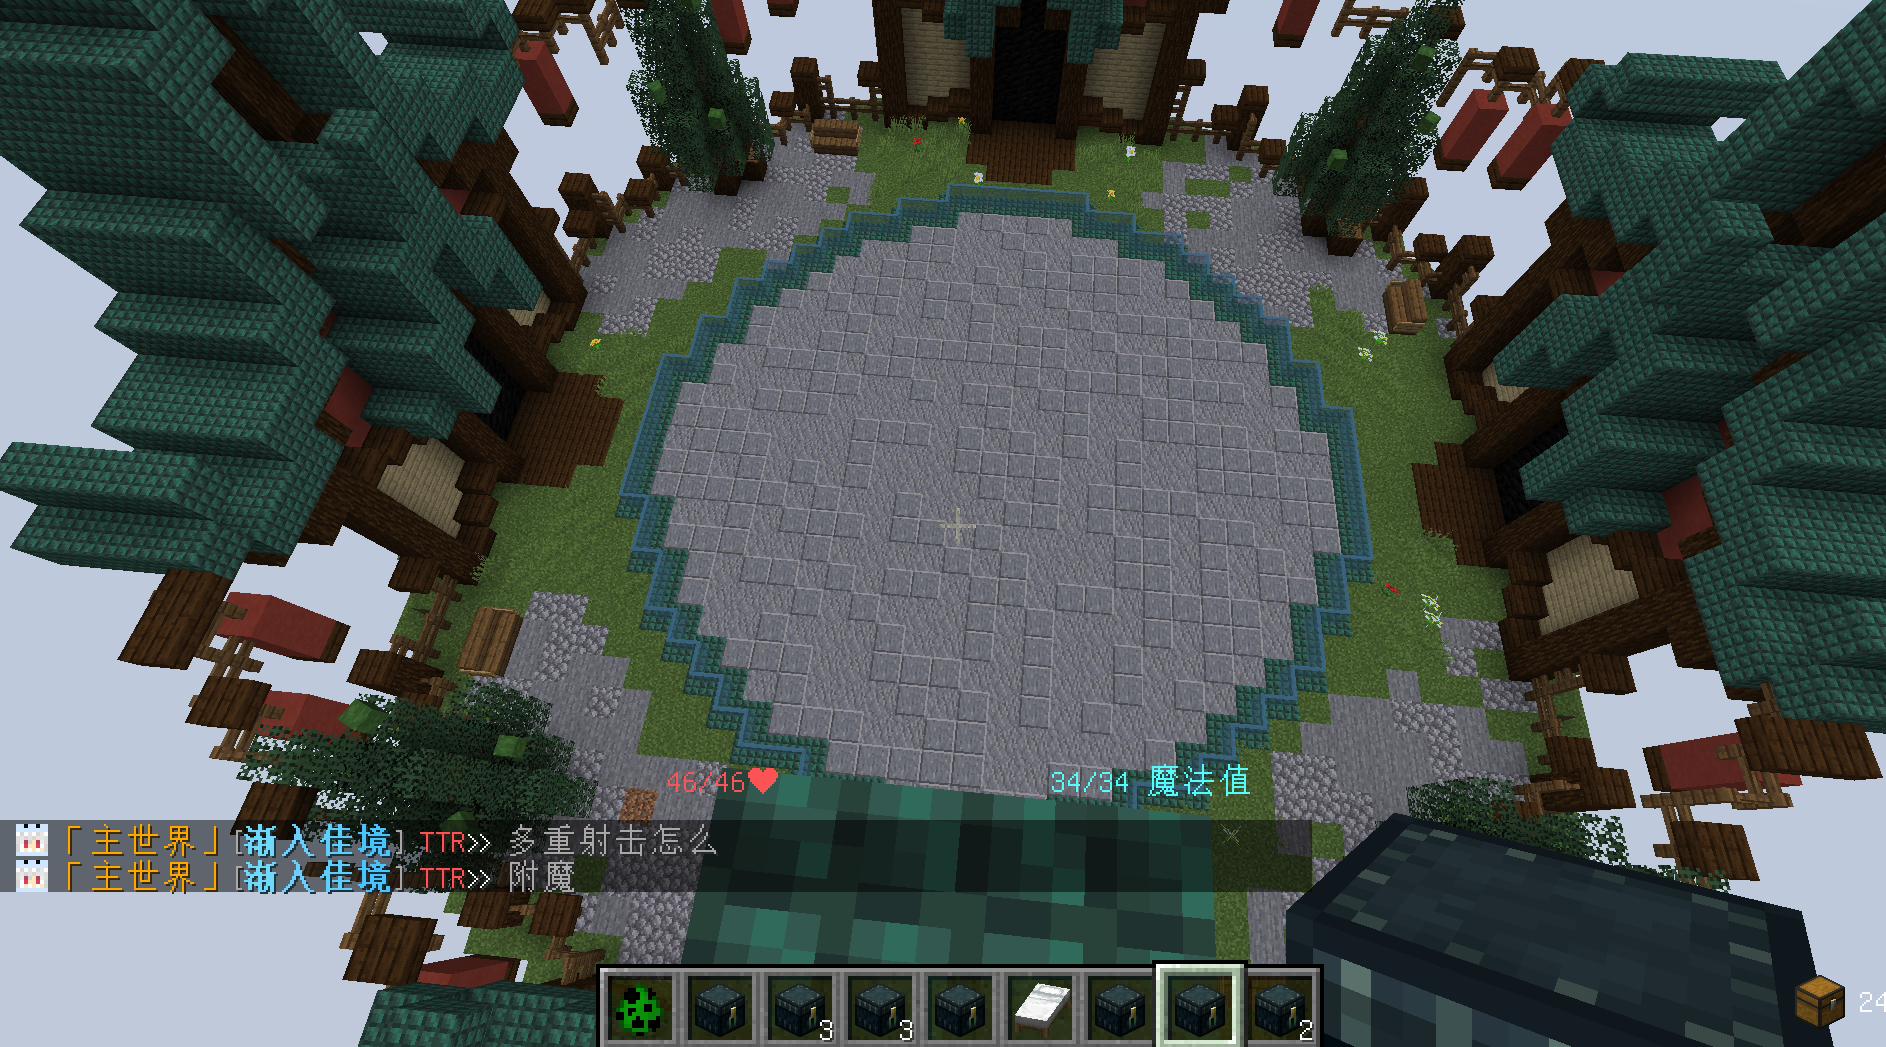 46/46 34/34 魔法值
「主世界」[渐入佳境] TTR>> 多重射击怎么
「主世界」[渐入佳境] TTR>> 附魔
3 3 2
24